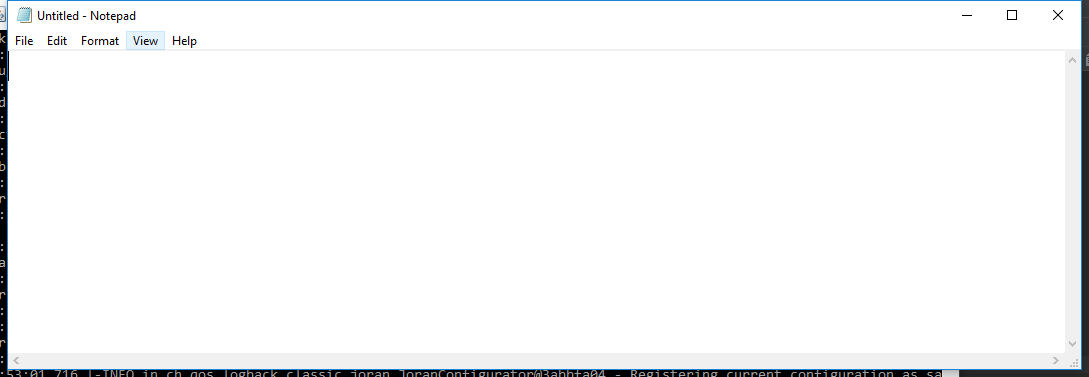 Untitled - Notepad
File Edit Format View Help
:53:01,716 |-INFO in ch.qos.logback.classic.joran.JoranConfigurator@3abbfa04 - Registering current configuration as sa